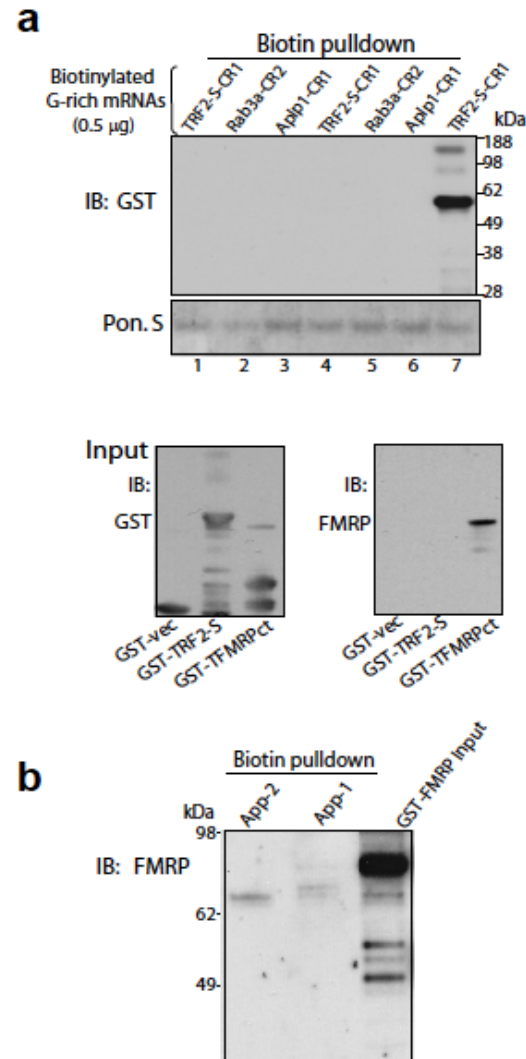 a
Biotin pulldown
Biotinylated
G-rich mRNAs
(0.5 µg)
TRF2-S-CR1
Rab3a-CR2
Aplp1-CR1
TRF2-S-CR1
Rab3a-CR2
Aplp1-CR1
TRF2-S-CR1
kDa
188
98
62
49
38
28
IB: GST
Pon. S
1 2 3 4 5 6 7
Input
IB:
GST
GST-vec
GST-TRF2-S
GST-TFMRPct
IB:
FMRP
GST-vec
GST-TRF2-S
GST-TFMRPct
b
Biotin pulldown
App-2
App-1
GST-FMRP Input
kDa
98-
IB: FMRP
62-
49-